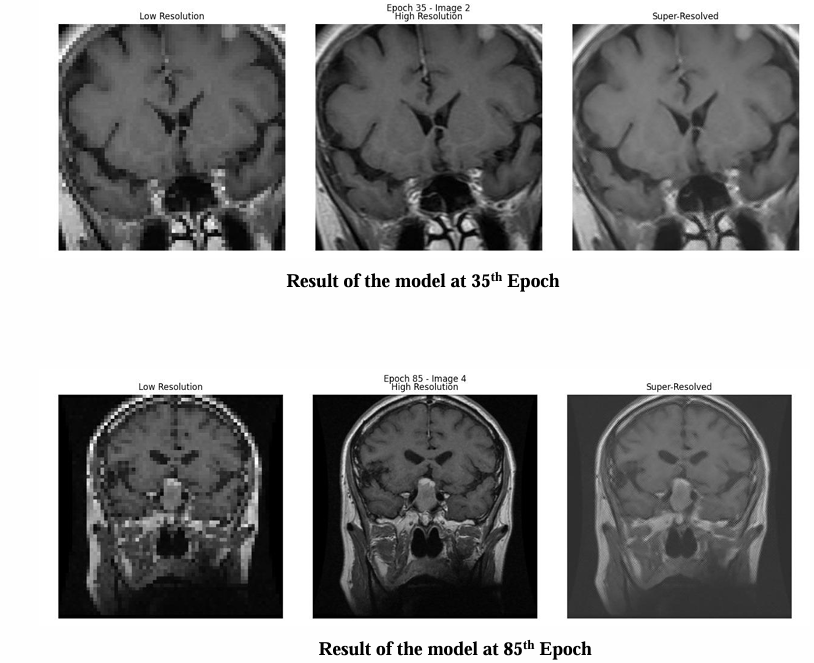 Epoch 35 - Image 2
Low Resolution
High Resolution
Super-Resolved
Result of the model at 35th Epoch
Epoch 85 - Image 4
Low Resolution
High Resolution
Super-Resolved
Result of the model at 85th Epoch